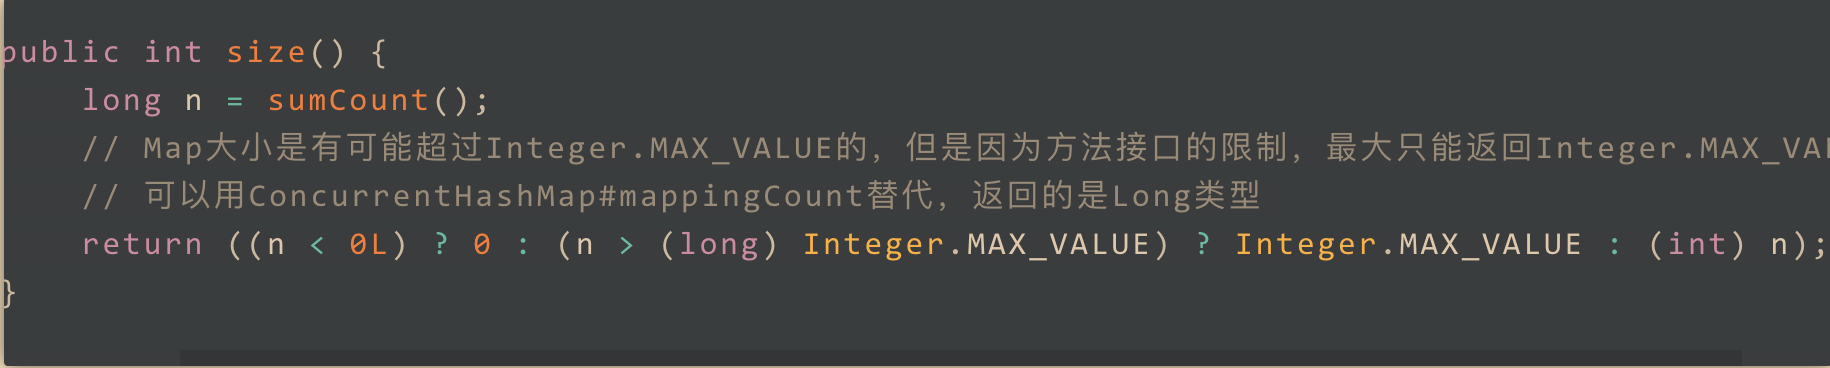 public int size() {
    long n = sumCount();
    // Map大小是有可能超过Integer.MAX_VALUE的，但是因为方法接口的限制，最大只能返回Integer.MAX_VAL
    // 可以用ConcurrentHashMap#mappingCount替代，返回的是Long类型
    return ((n < 0L) ? 0 : (n > (long) Integer.MAX_VALUE) ? Integer.MAX_VALUE : (int) n);
}